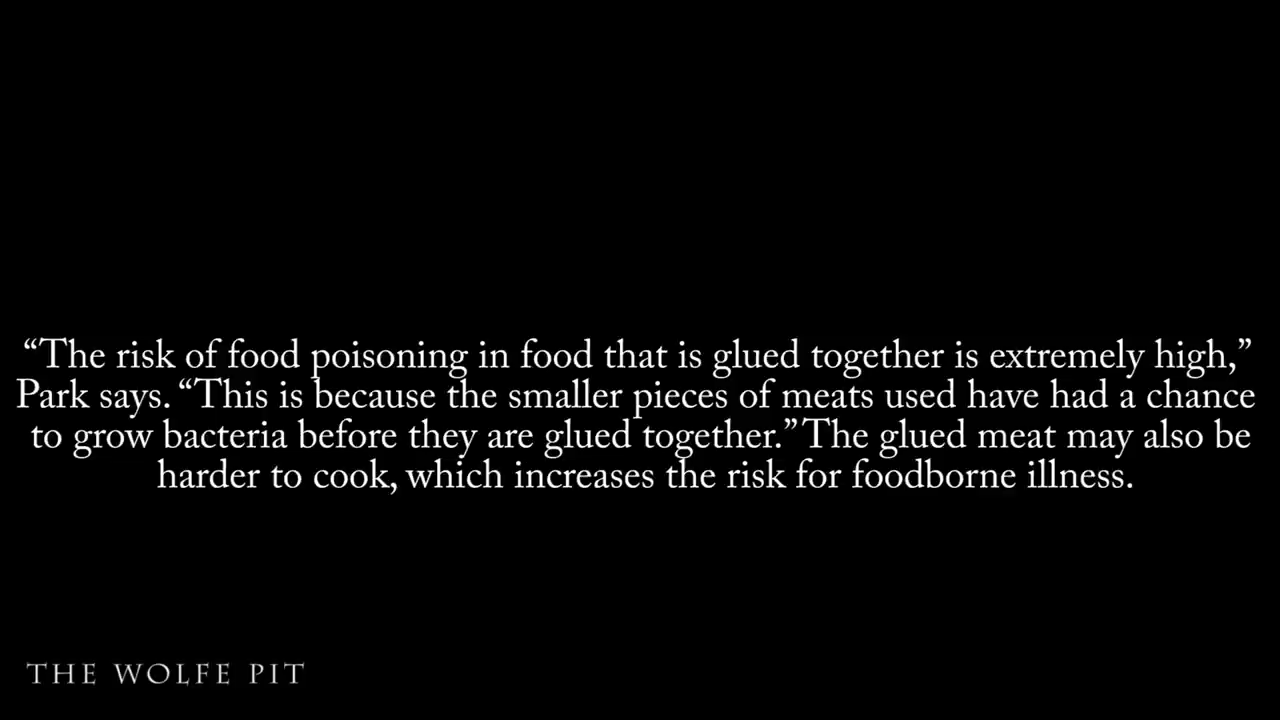 “The risk of food poisoning in food that is glued together is extremely high,”
Park says. “This is because the smaller pieces of meats used have had a chance
to grow bacteria before they are glued together.” The glued meat may also be
harder to cook, which increases the risk for foodborne illness.
THE WOLFE PIT